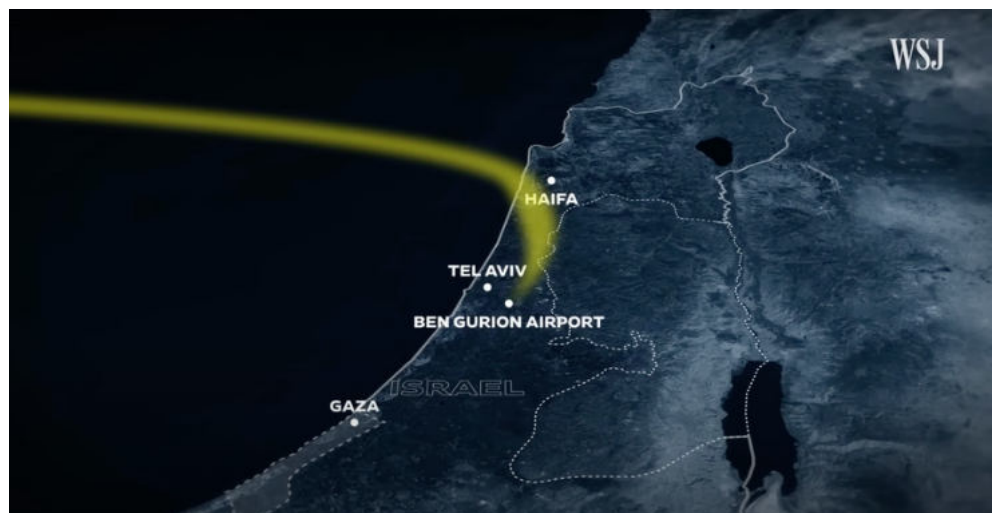 WSJ
HAIFA
TEL AVIV
BEN GURION AIRPORT
ISRAEL
GAZA